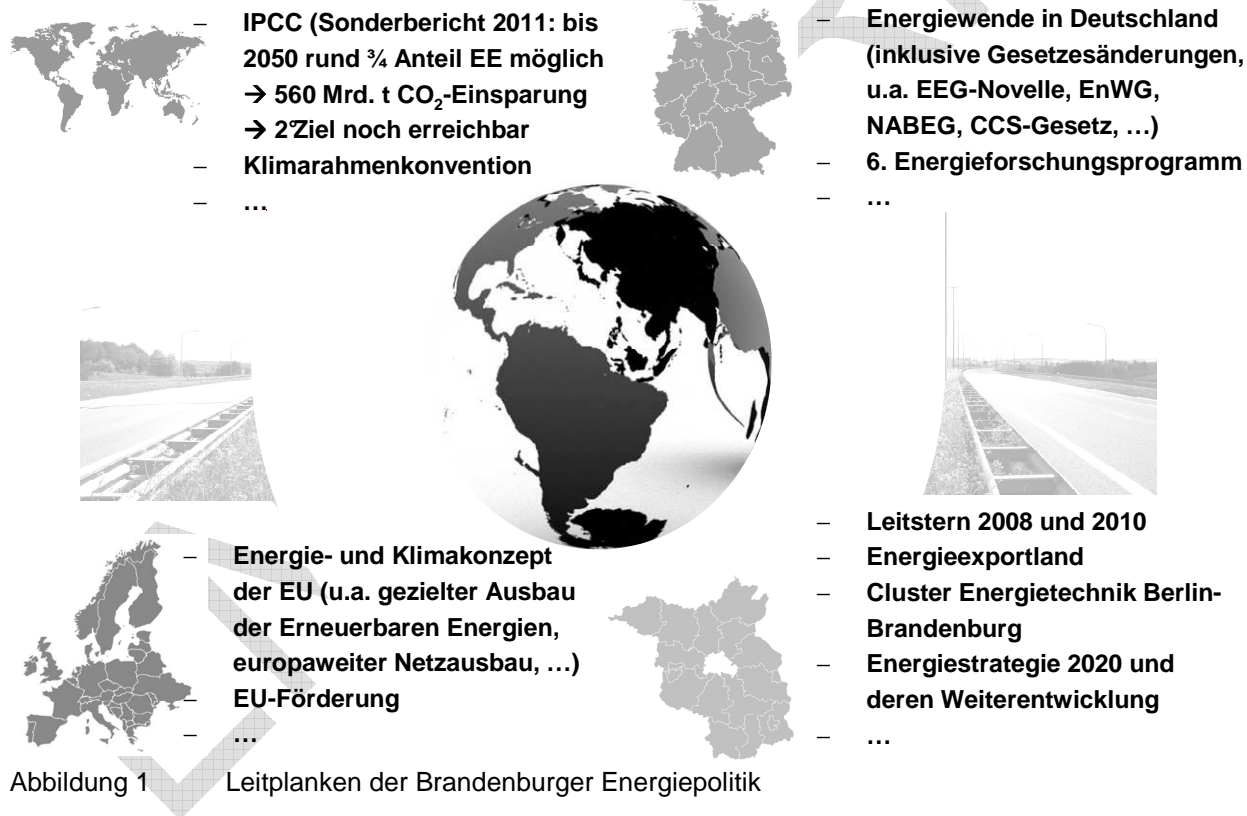 – IPCC (Sonderbericht 2011: bis
2050 rund ¾ Anteil EE möglich
→ 560 Mrd. t CO₂-Einsparung
→ 2°Ziel noch erreichbar
– Klimarahmenkonvention
– …
– Energiewende in Deutschland
(inklusive Gesetzesänderungen,
u.a. EEG-Novelle, EnWG,
NABEG, CCS-Gesetz, …)
– 6. Energieforschungsprogramm
– …
– Energie- und Klimakonzept
der EU (u.a. gezielter Ausbau
der Erneuerbaren Energien,
europaweiter Netzausbau, …)
– EU-Förderung
– …
– Leitstern 2008 und 2010
– Energieexportland
– Cluster Energietechnik Berlin-
Brandenburg
– Energiestrategie 2020 und
deren Weiterentwicklung
– …
Abbildung 1 Leitplanken der Brandenburger Energiepolitik